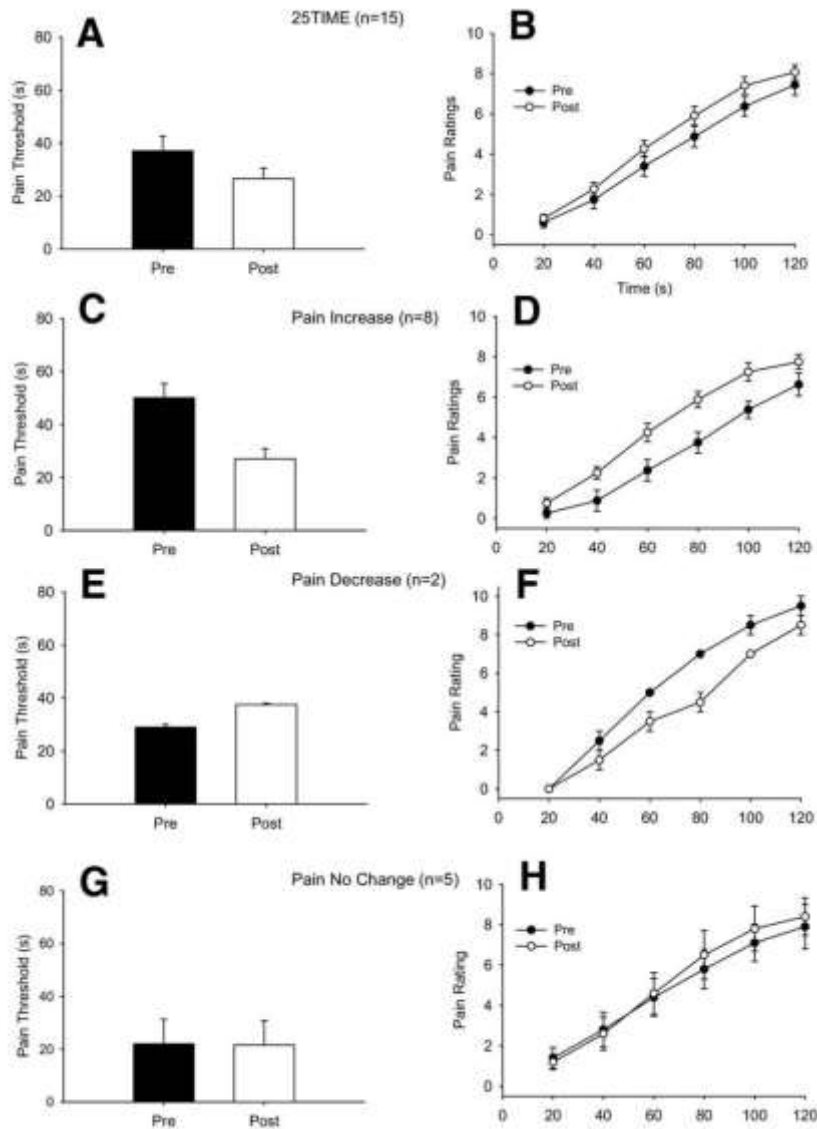 A
25TIME (n=15)
Pain Threshold (s)
80
60
40
20
0
Pre
Post
B
Pain Ratings
10
8
6
4
2
0
Pre
Post
0
20
40
60
80
100
120
Time (s)
C
Pain Increase (n=8)
Pain Threshold (s)
80
60
40
20
0
Pre
Post
D
Pain Ratings
10
8
6
4
2
0
Pre
Post
0
20
40
60
80
100
120
E
Pain Decrease (n=2)
Pain Threshold (s)
80
60
40
20
0
Pre
Post
F
Pain Rating
10
8
6
4
2
0
Pre
Post
0
20
40
60
80
100
120
G
Pain No Change (n=5)
Pain Threshold (s)
80
60
40
20
0
Pre
Post
H
Pain Rating
10
8
6
4
2
0
Pre
Post
0
20
40
60
80
100
120